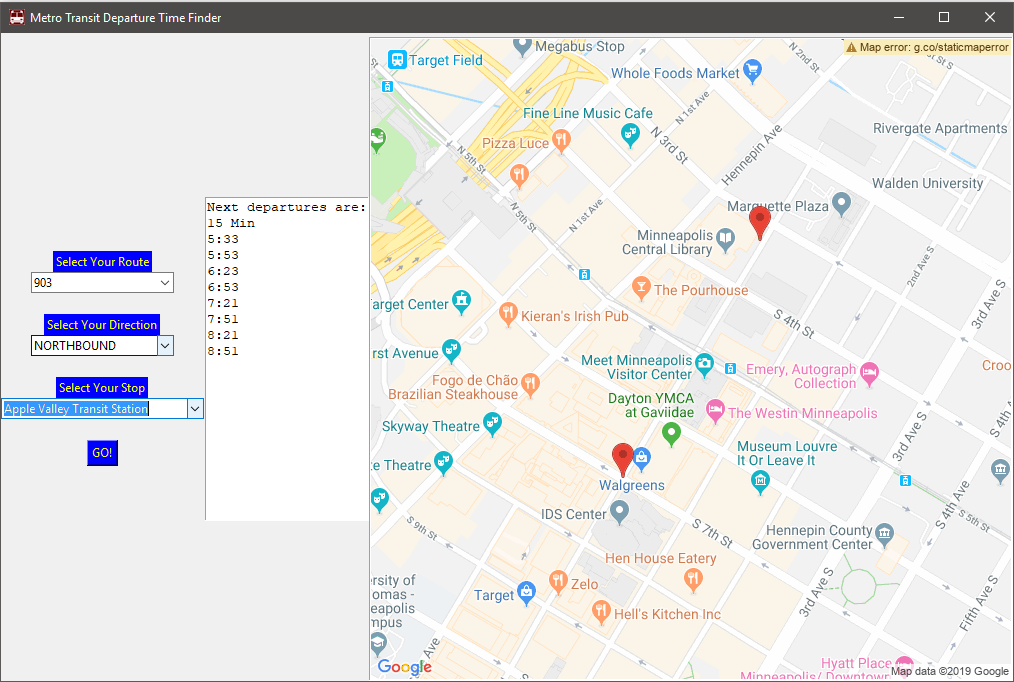 Metro Transit Departure Time Finder
Select Your Route
903
Select Your Direction
NORTHBOUND
Select Your Stop
Apple Valley Transit Station
GO!
Next departures are:
15 Min
5:33
5:53
6:23
6:53
7:21
7:51
8:21
8:51
Map error: g.co/staticmaperror
Megabus Stop
Target Field
Whole Foods Market
N 2nd St
N 1st Ave
Fine Line Music Cafe
Pizza Luce
N 3rd St
Hennepin Ave
Rivergate Apartments
N 5th St
Walden University
N 5th St
N 1st Ave
Marquette Plaza
Minneapolis
Central Library
2nd Ave S
The Pourhouse
3rd Ave S
arget Center
Kieran's Irish Pub
S 4th St
rst Avenue
Meet Minneapolis
Visitor Center
Emery, Autograph
Collection
Croo
Fogo de Chão
Brazilian Steakhouse
Dayton YMCA
at Gaviidae
The Westin Minneapolis
S 4th S
Skyway Theatre
3rd Ave S
Museum Louvre
It Or Leave It
e Theatre
Walgreens
IDS Center
S 9th St
S 7th St
4th Ave S
S 5th St
Hennepin County
Government Center
Hen House Eatery
Zelo
Target
3rd Ave S
Fifth Ave S
ersity of
omas -
eapolis
mpus
Hell's Kitchen Inc
Google
Hyatt Place
Minneapolis/ Downtown
Map data ©2019 Google